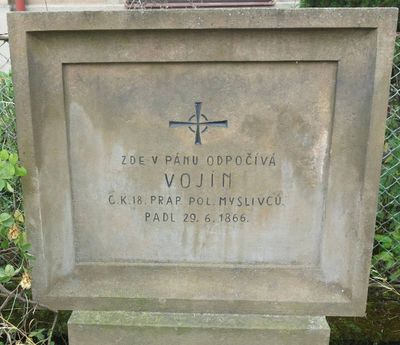 ZDE V PÁNU ODPOČÍVÁ
VOJÍN
C.K.18. PRAP. POL. MYSLIVCŮ.
PADL 29. 6. 1866.